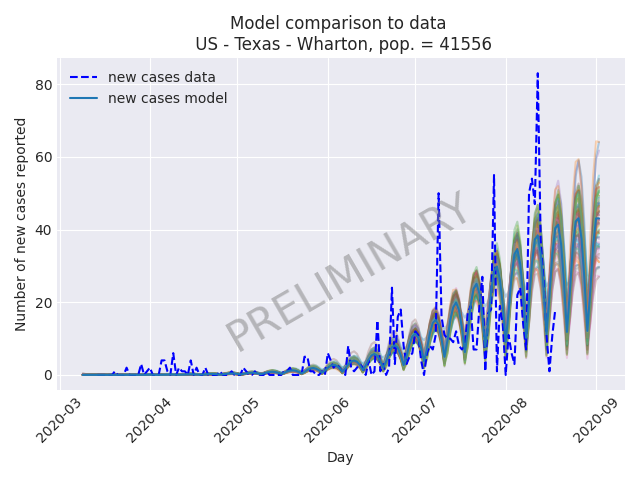 Model comparison to data
US - Texas - Wharton, pop. = 41556
new cases data
new cases model
PRELIMINARY
Number of new cases reported
80
60
40
20
0
2020-03
2020-04
2020-05
2020-06
2020-07
2020-08
2020-09
Day